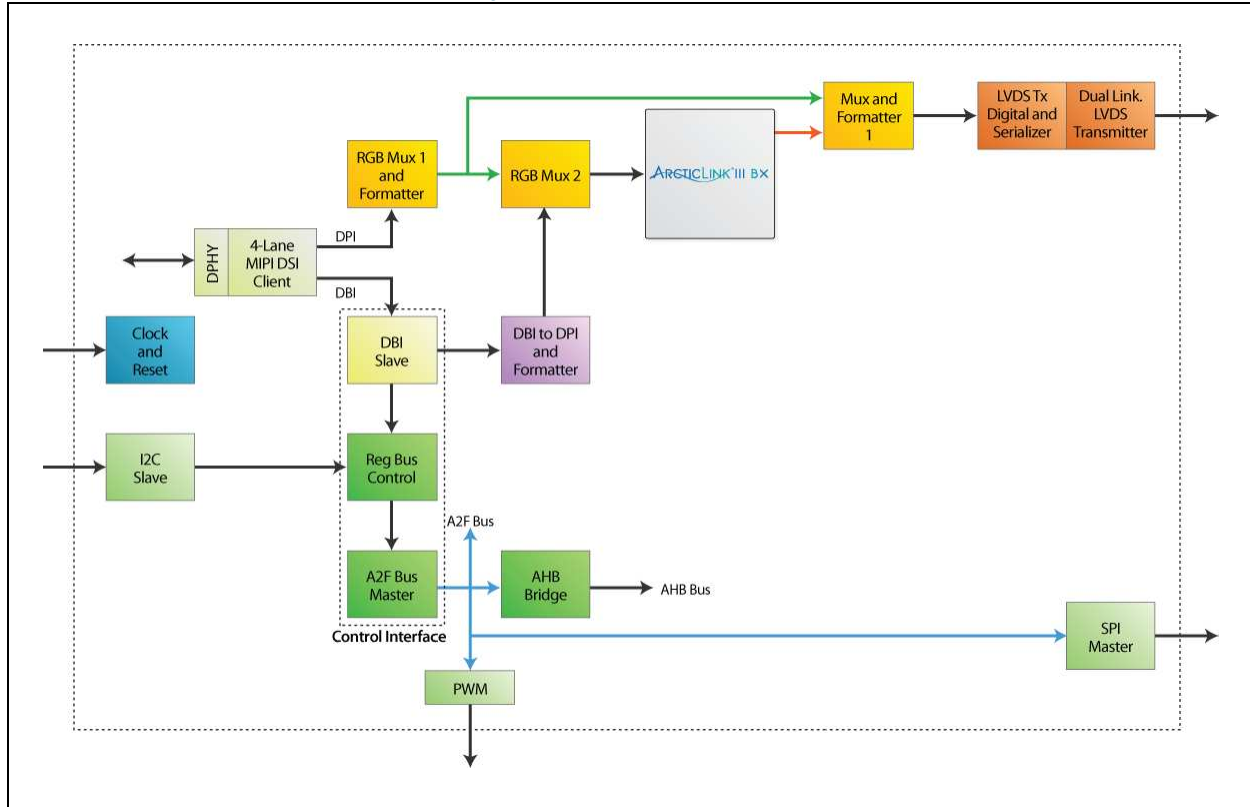 LVDS Tx
Digital and
Serializer
Dual Link.
LVDS
Transmitter
Mux and
Formatter
1
RGB Mux 1
and
Formatter
RGB Mux 2
ARCTICLINK III BX
DPI
DPHY
4-Lane
MIPI DSI
Client
DBI
Clock
and
Reset
DBI
Slave
DBI to DPI
and
Formatter
I2C
Slave
Reg Bus
Control
A2F Bus
A2F Bus
Master
AHB
Bridge
AHB Bus
Control Interface
SPI
Master
PWM